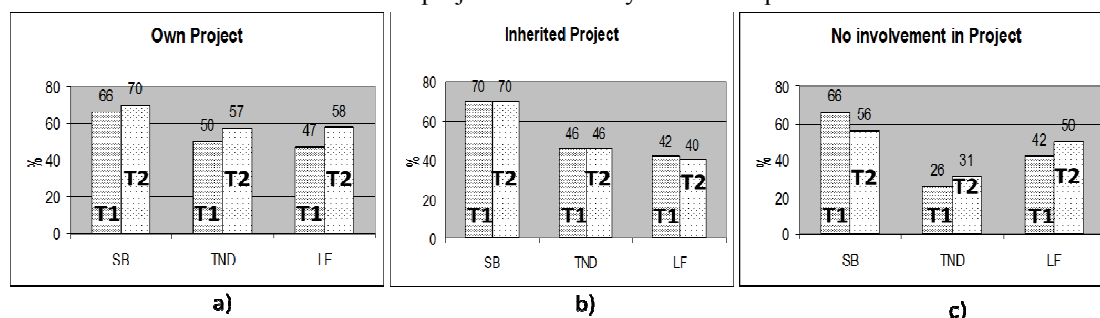 Own Project
%
80
60
40
20
0
66
70
50
57
47
58
T1
T2
T1
T2
T1
T2
SB
TND
LF
a)
Inherited Project
%
80
60
40
20
0
70
70
46
46
42
40
T1
T2
T1
T2
T1
T2
SB
TND
LF
b)
No involvement in Project
%
80
60
40
20
0
66
56
26
31
42
50
T1
T2
T1
T2
T1
T2
SB
TND
LF
c)